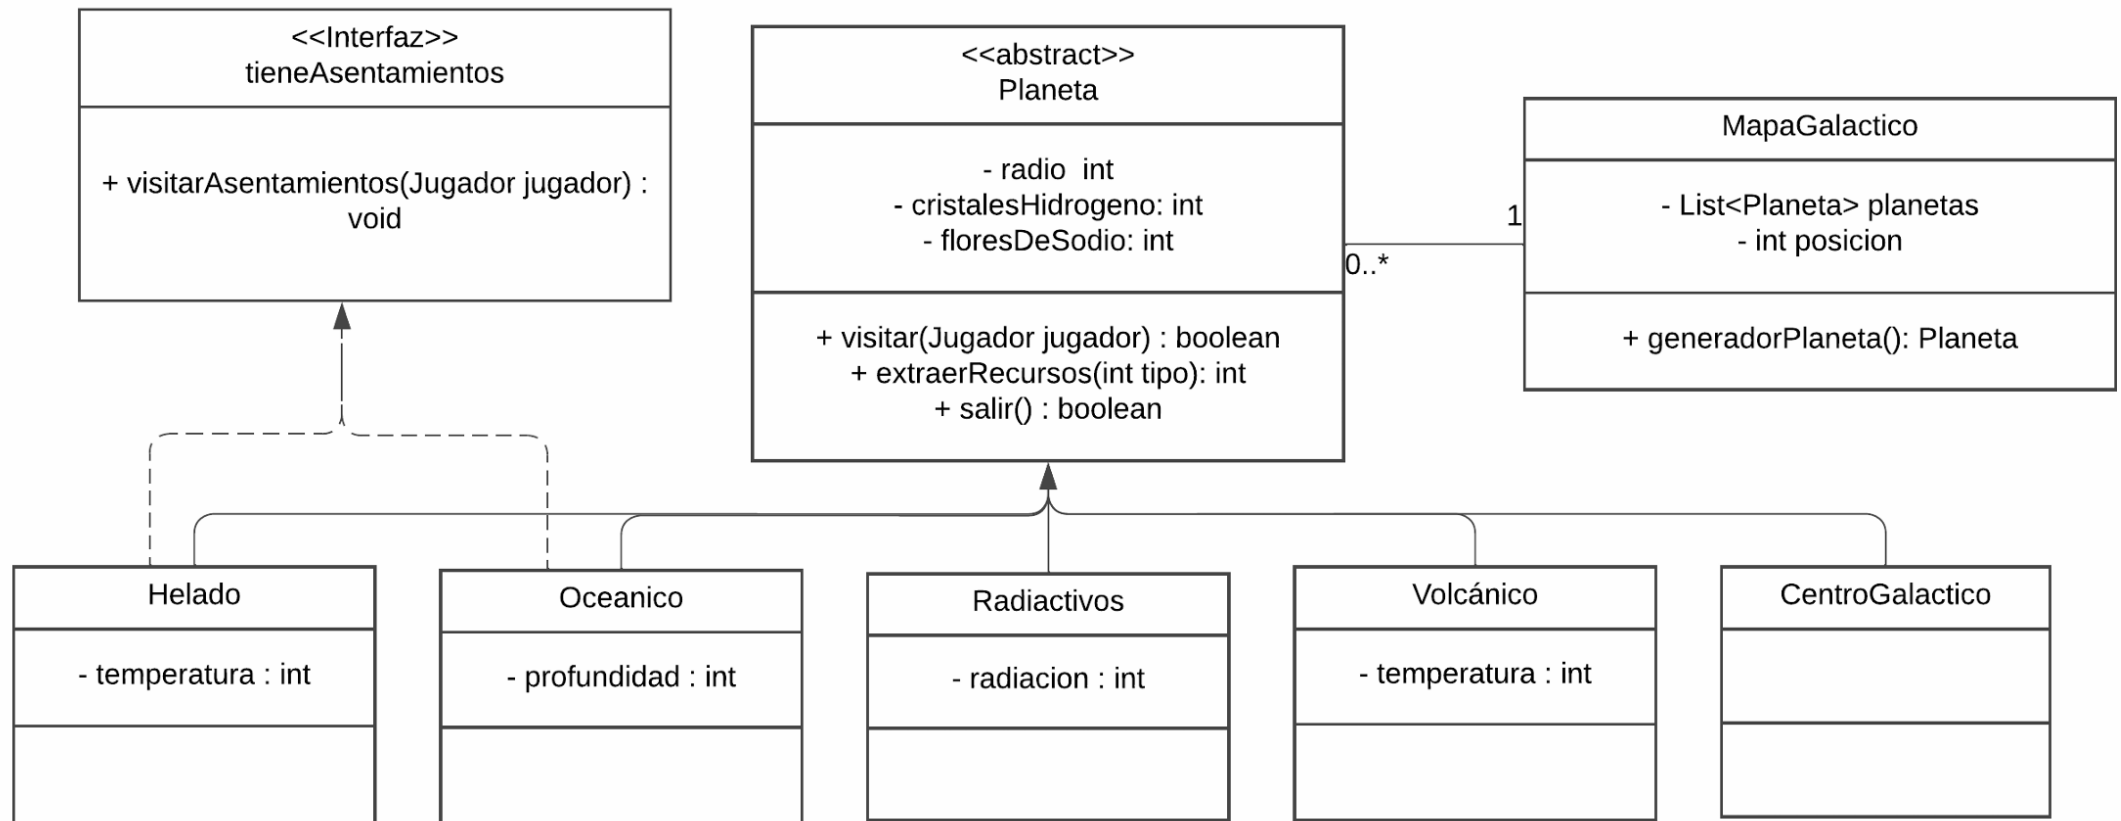 <<Interfaz>>
tieneAsentamientos
+ visitarAsentamientos(Jugador jugador) :
void
<<abstract>>
Planeta
- radio  int
- cristalesHidrogeno: int
- floresDeSodio: int
+ visitar(Jugador jugador) : boolean
+ extraerRecursos(int tipo): int
+ salir() : boolean
1
0..*
MapaGalactico
- List<Planeta> planetas
- int posicion
+ generadorPlaneta(): Planeta
Helado
- temperatura : int
Oceanico
- profundidad : int
Radiactivos
- radiacion : int
Volcánico
- temperatura : int
CentroGalactico